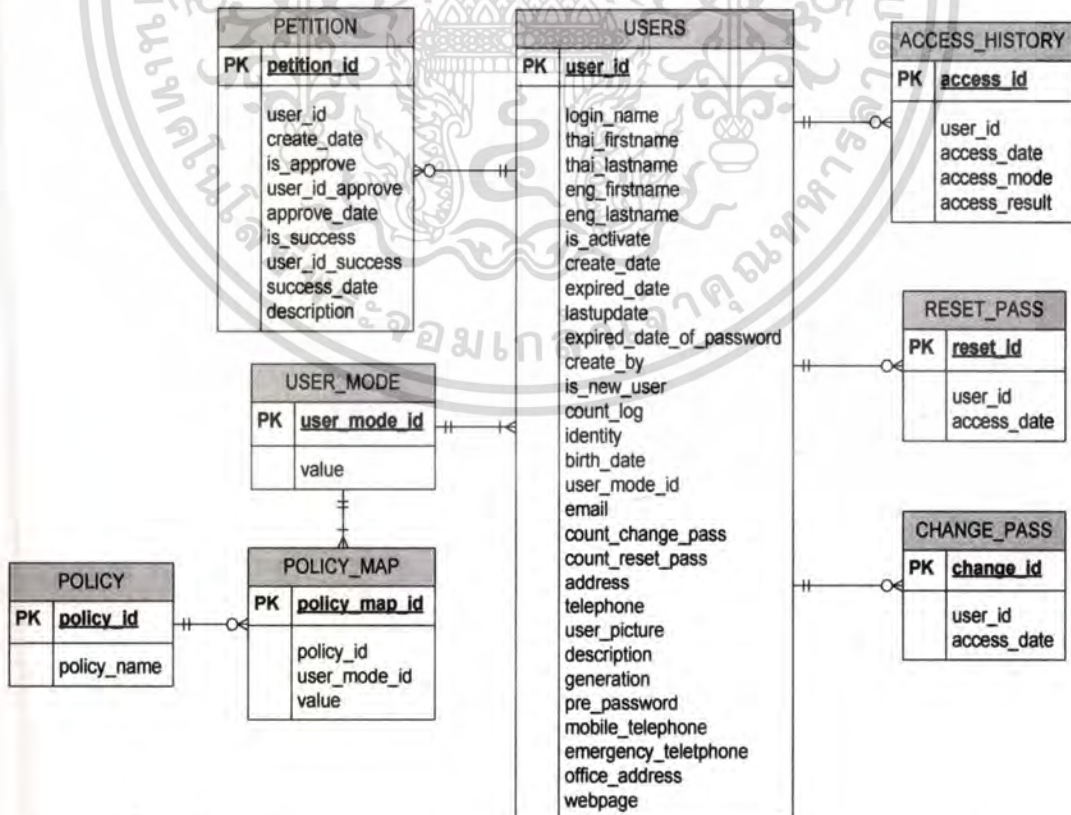 PETITION
PK petition_id
user_id
create_date
is_approve
user_id_approve
approve_date
is_success
user_id_success
success_date
description
USERS
PK user_id
login_name
thai_firstname
thai_lastname
eng_firstname
eng_lastname
is_activate
create_date
expired_date
lastupdate
expired_date_of_password
create_by
is_new_user
count_log
identity
birth_date
user_mode_id
email
count_change_pass
count_reset_pass
address
telephone
user_picture
description
generation
pre_password
mobile_telephone
emergency_teletphone
office_address
webpage
ACCESS_HISTORY
PK access_id
user_id
access_date
access_mode
access_result
RESET_PASS
PK reset_id
user_id
access_date
CHANGE_PASS
PK change_id
user_id
access_date
USER_MODE
PK user_mode_id
value
POLICY_MAP
PK policy_map_id
policy_id
user_mode_id
value
POLICY
PK policy_id
policy_name